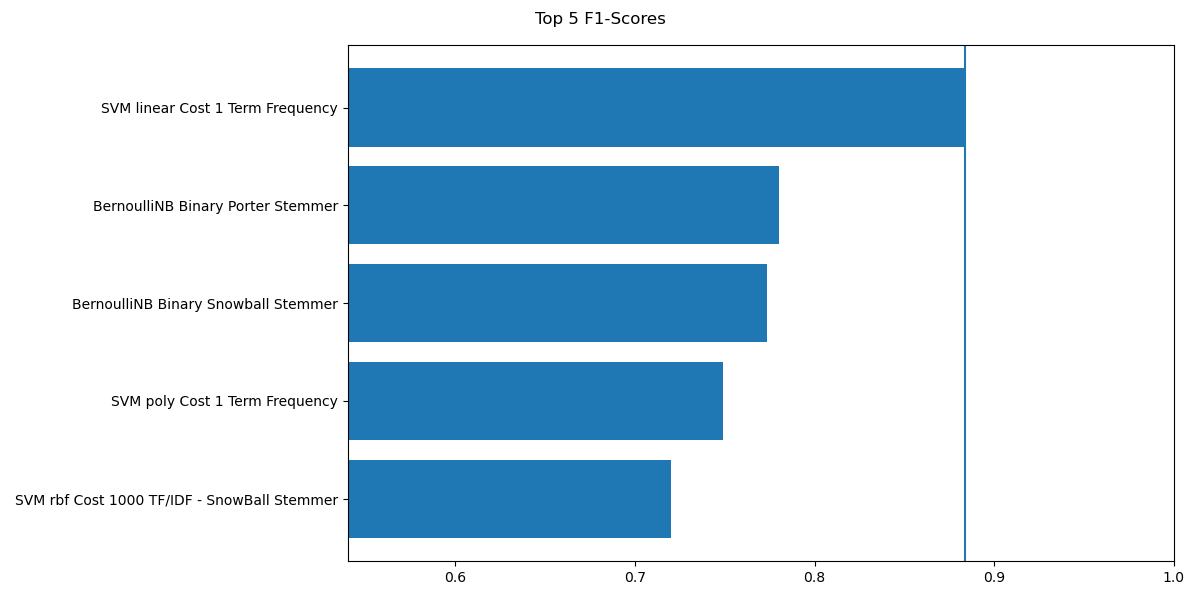 Top 5 F1-Scores
SVM linear Cost 1 Term Frequency
BernoulliNB Binary Porter Stemmer
BernoulliNB Binary Snowball Stemmer
SVM poly Cost 1 Term Frequency
SVM rbf Cost 1000 TF/IDF - SnowBall Stemmer
0.6 0.7 0.8 0.9 1.0